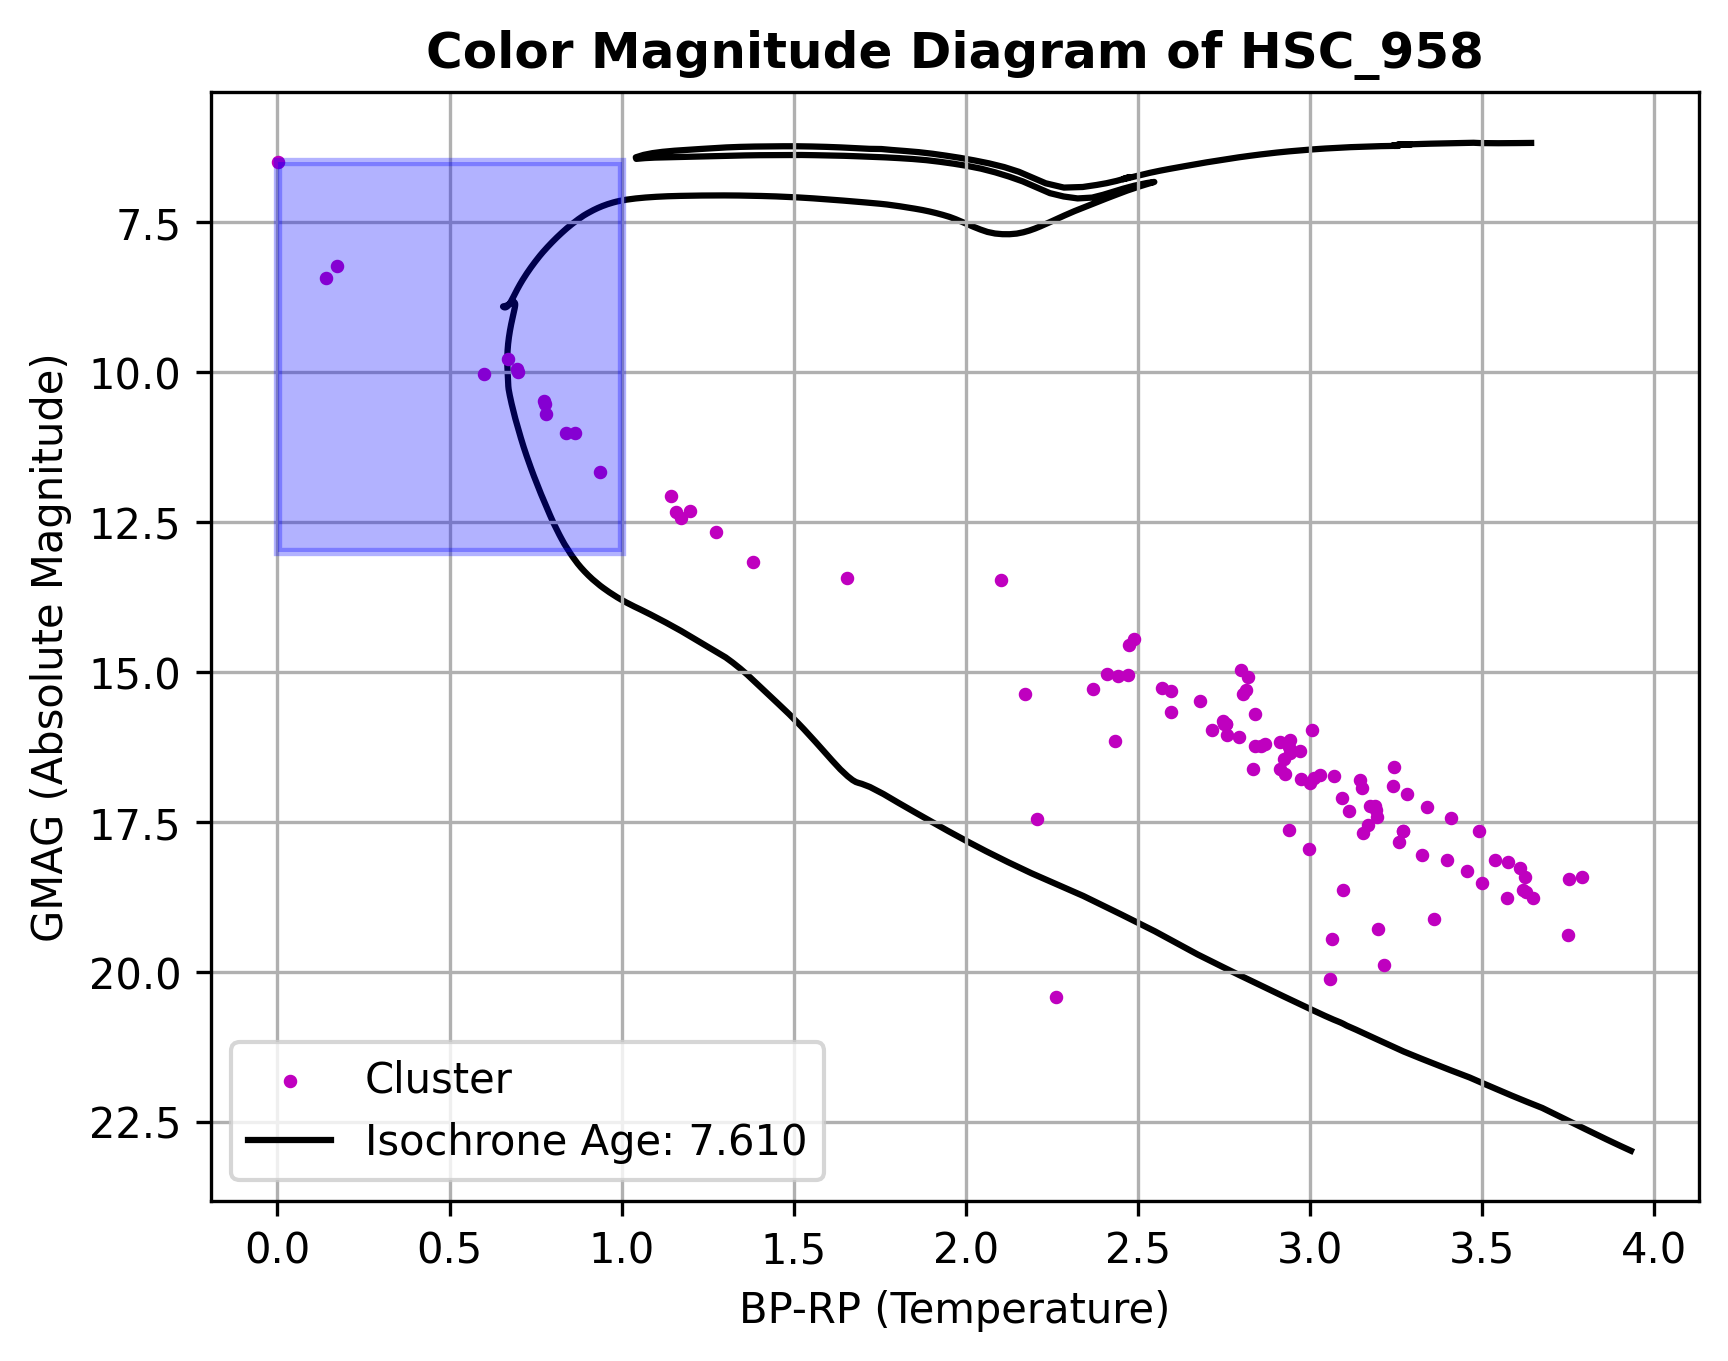 Color Magnitude Diagram of HSC_958
GMAG (Absolute Magnitude)
7.5
10.0
12.5
15.0
17.5
20.0
22.5
Cluster
Isochrone Age: 7.610
0.0 0.5 1.0 1.5 2.0 2.5 3.0 3.5 4.0
BP-RP (Temperature)